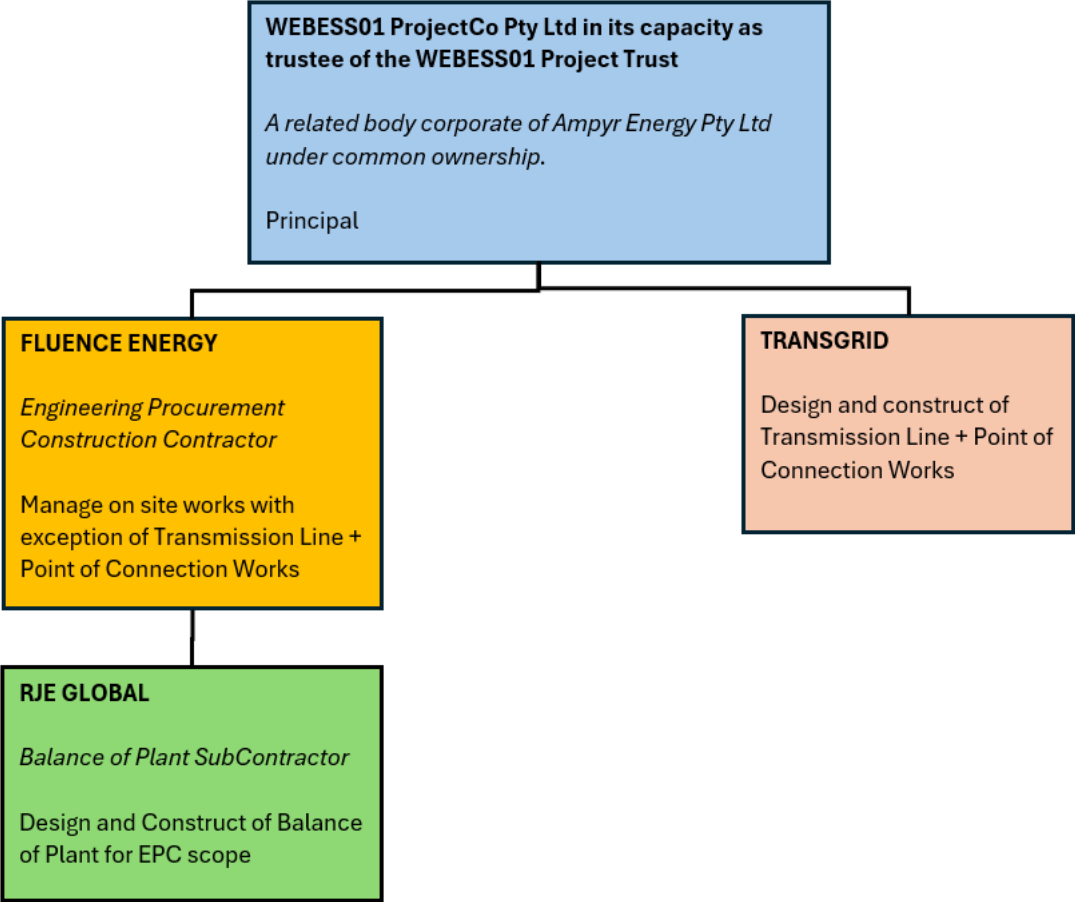 WEBESS01 ProjectCo Pty Ltd in its capacity as
trustee of the WEBESS01 Project Trust
A related body corporate of Ampyr Energy Pty Ltd
under common ownership.
Principal
FLUENCE ENERGY
Engineering Procurement
Construction Contractor
Manage on site works with
exception of Transmission Line +
Point of Connection Works
TRANSGRID
Design and construct of
Transmission Line + Point of
Connection Works
RJE GLOBAL
Balance of Plant SubContractor
Design and Construct of Balance
of Plant for EPC scope